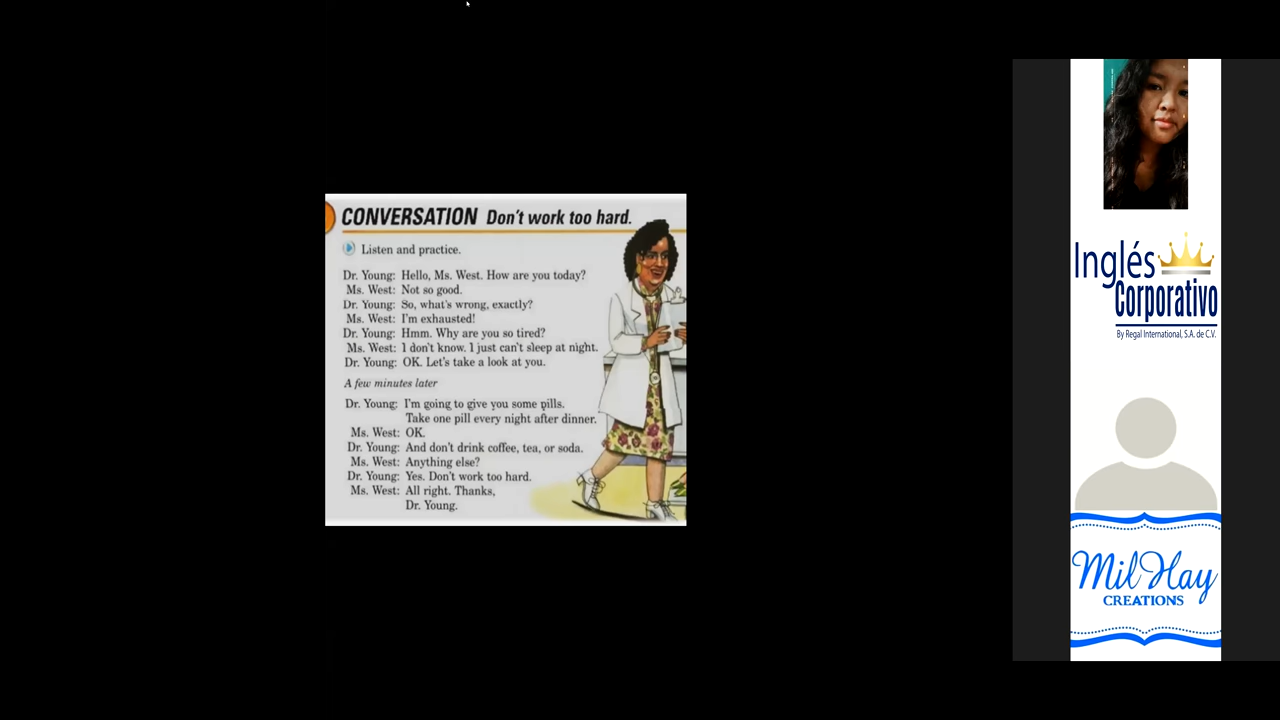 CONVERSATION Don't work too hard.
Listen and practice.
Dr. Young: Hello, Ms. West. How are you today?
Ms. West: Not so good.
Dr. Young: So, what's wrong, exactly?
Ms. West: I'm exhausted!
Dr. Young: Hmm. Why are you so tired?
Ms. West: I don't know. I just can't sleep at night.
Dr. Young: OK. Let's take a look at you.
A few minutes later
Dr. Young: I'm going to give you some pills.
Take one pill every night after dinner.
Ms. West: OK.
Dr. Young: And don't drink coffee, tea, or soda.
Ms. West: Anything else?
Dr. Young: Yes. Don't work too hard.
Ms. West: All right. Thanks,
Dr. Young.
Inglés
Corporativo
By Regal International, S.A. de C.V.
MilHay
CREATIONS